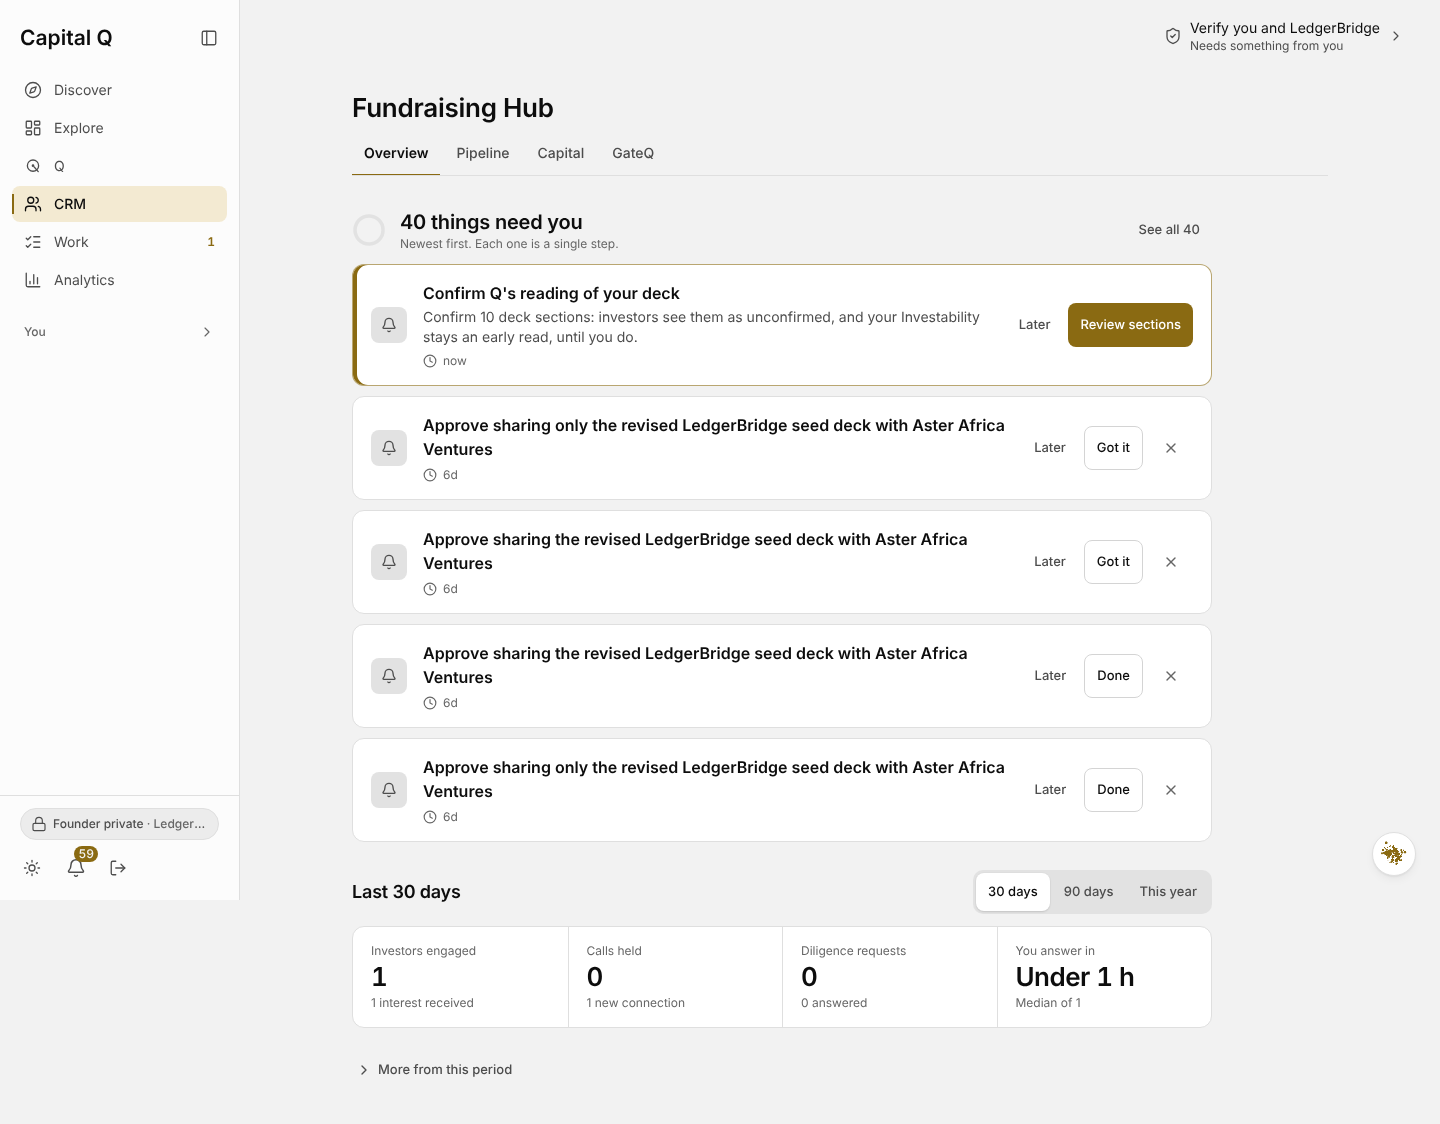 Capital Q
Discover
Explore
Q
CRM
Work 1
Analytics
You
Founder private · Ledger...
59
Verify you and LedgerBridge
Needs something from you
Fundraising Hub
Overview Pipeline Capital GateQ
40 things need you
Newest first. Each one is a single step.
See all 40
Confirm Q's reading of your deck
Confirm 10 deck sections: investors see them as unconfirmed, and your Investability
stays an early read, until you do.
now
Later Review sections
Approve sharing only the revised LedgerBridge seed deck with Aster Africa
Ventures
6d
Later Got it
Approve sharing the revised LedgerBridge seed deck with Aster Africa
Ventures
6d
Later Got it
Approve sharing the revised LedgerBridge seed deck with Aster Africa
Ventures
6d
Later Done
Approve sharing only the revised LedgerBridge seed deck with Aster Africa
Ventures
6d
Later Done
Last 30 days
30 days 90 days This year
Investors engaged
1
1 interest received
Calls held
0
1 new connection
Diligence requests
0
0 answered
You answer in
Under 1 h
Median of 1
More from this period